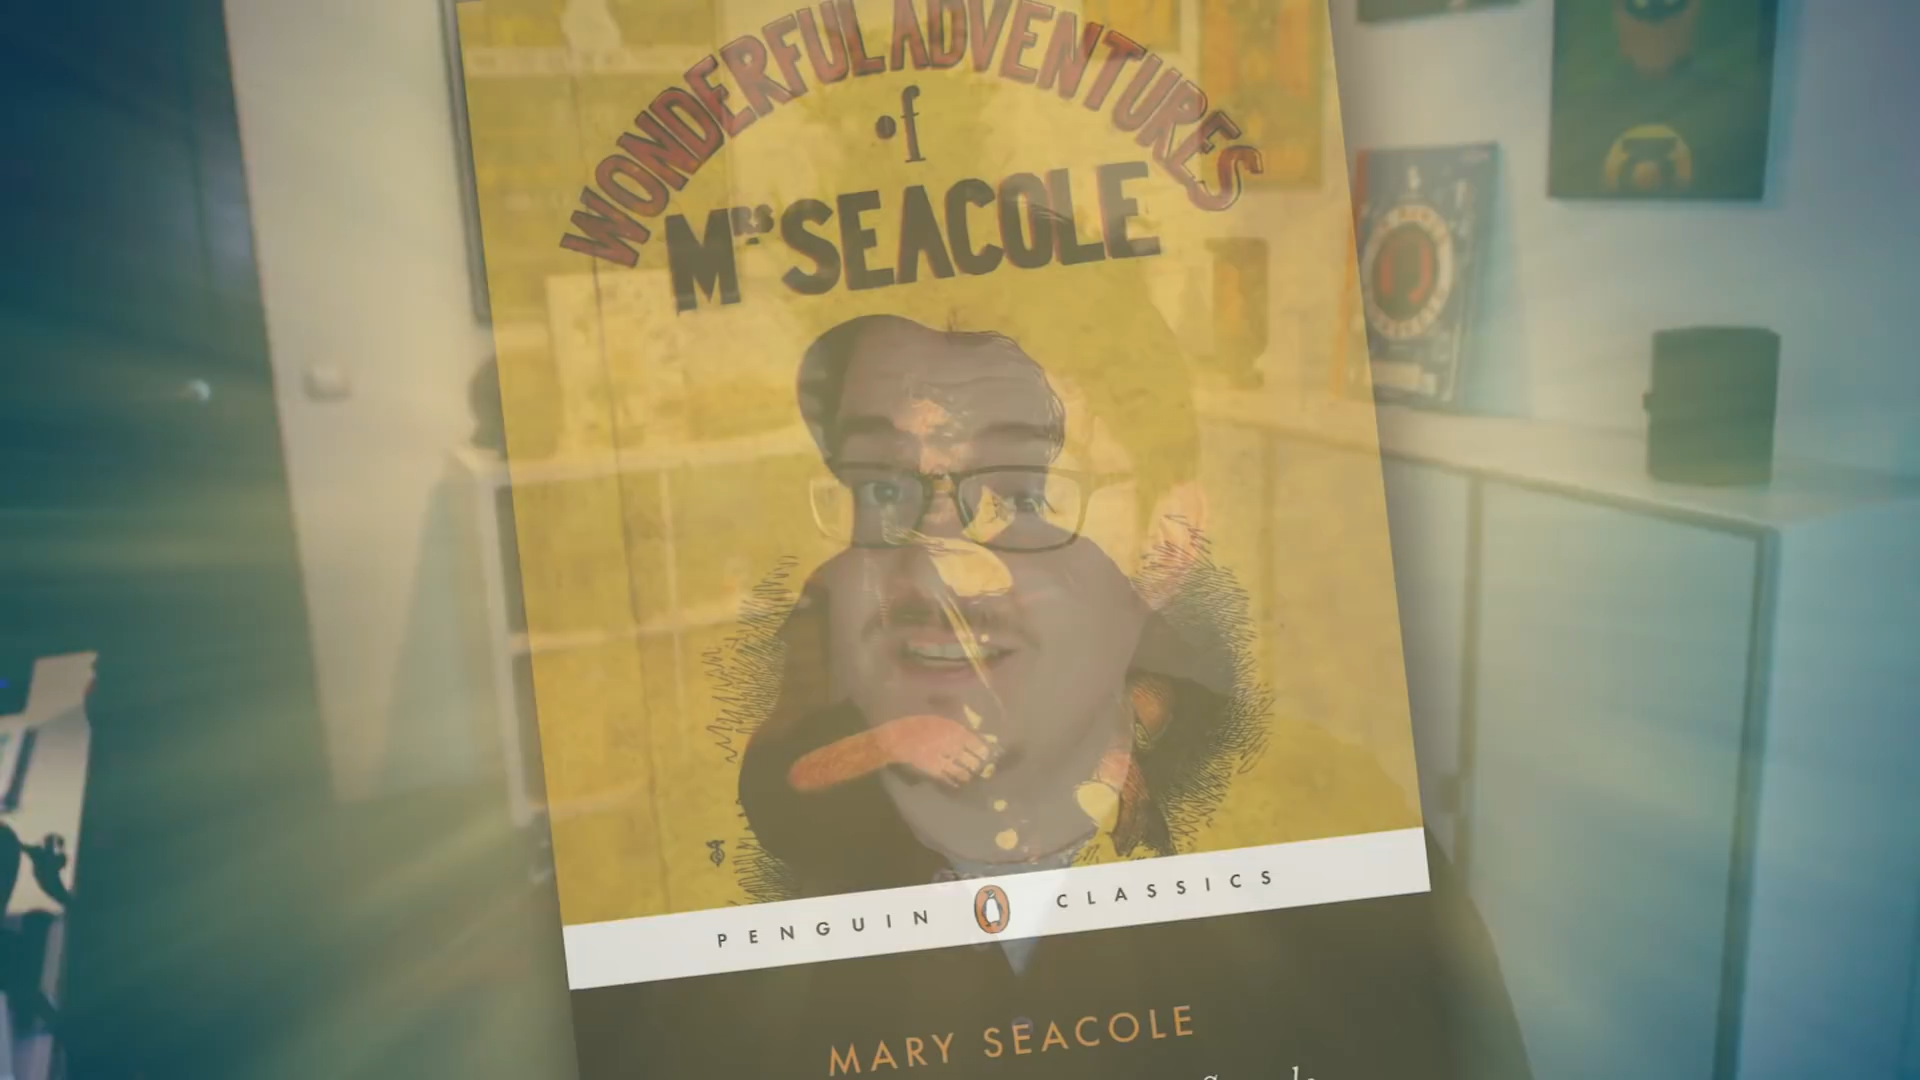 WONDERFUL ADVENTURES
of
MRS SEACOLE
PENGUIN CLASSICS
MARY SEACOLE